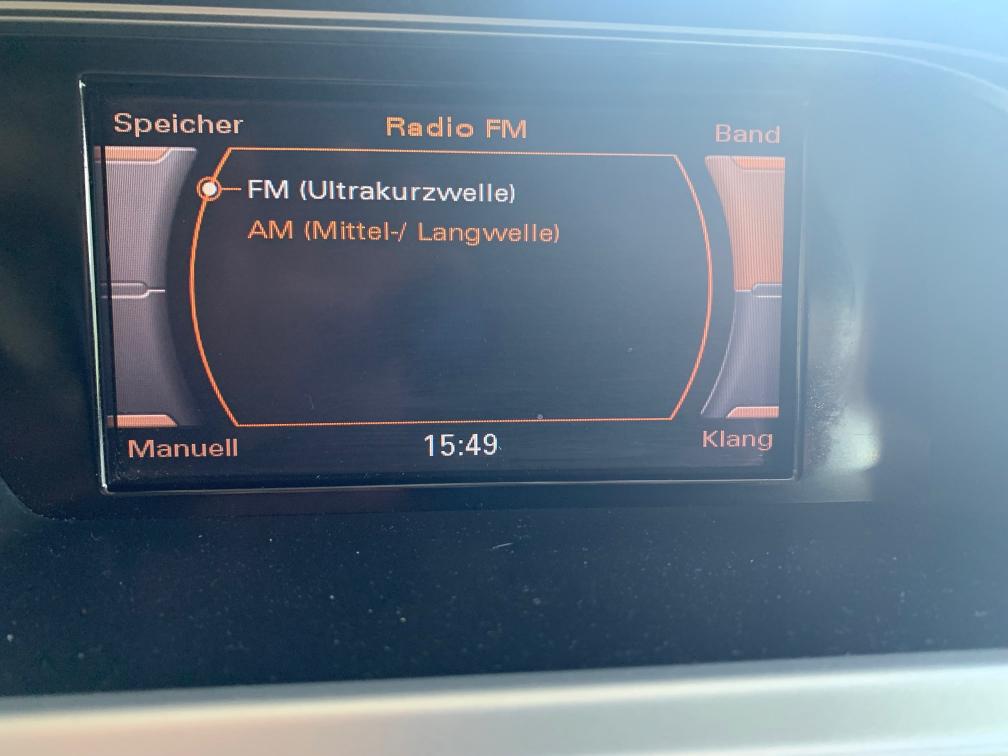 Speicher Radio FM Band
FM (Ultrakurzwelle)
AM (Mittel-/ Langwelle)
Manuell 15:49 Klang